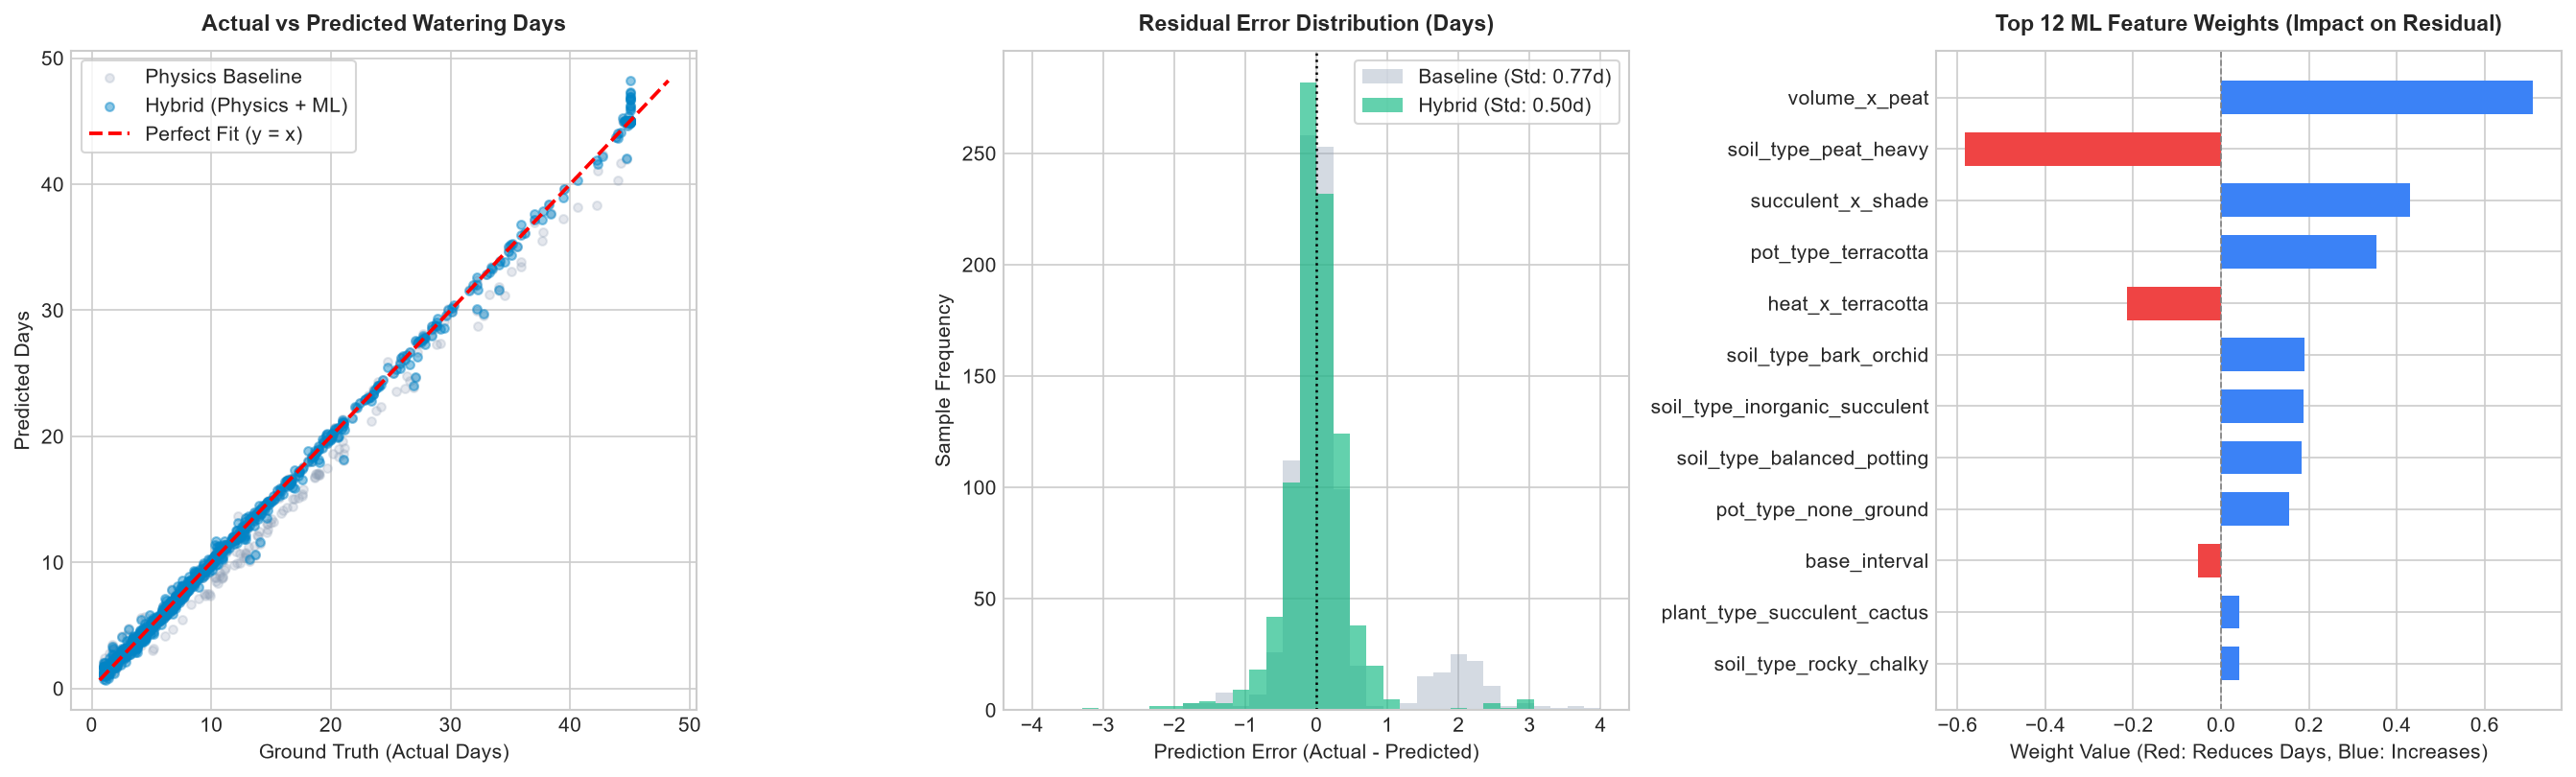 Actual vs Predicted Watering Days
Physics Baseline
Hybrid (Physics + ML)
Perfect Fit (y = x)
50
40
30
20
10
0
Predicted Days
0 10 20 30 40 50
Ground Truth (Actual Days)
Residual Error Distribution (Days)
Baseline (Std: 0.77d)
Hybrid (Std: 0.50d)
250
200
150
100
50
0
Sample Frequency
−4 −3 −2 −1 0 1 2 3 4
Prediction Error (Actual - Predicted)
Top 12 ML Feature Weights (Impact on Residual)
volume_x_peat
soil_type_peat_heavy
succulent_x_shade
pot_type_terracotta
heat_x_terracotta
soil_type_bark_orchid
soil_type_inorganic_succulent
soil_type_balanced_potting
pot_type_none_ground
base_interval
plant_type_succulent_cactus
soil_type_rocky_chalky
−0.6 −0.4 −0.2 0.0 0.2 0.4 0.6
Weight Value (Red: Reduces Days, Blue: Increases)